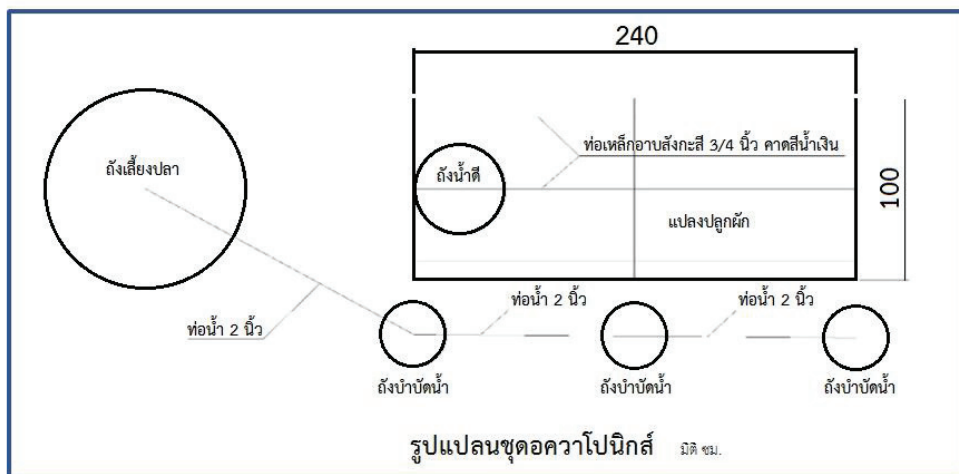 240
ท่อเหล็กอาบสังกะสี 3/4 นิ้ว คาดสีน้ำเงิน
ถังเลี้ยงปลา
ถังน้ำดี
100
แปลงปลูกผัก
ท่อน้ำ 2 นิ้ว
ท่อน้ำ 2 นิ้ว
ท่อน้ำ 2 นิ้ว
ถังบำบัดน้ำ
ถังบำบัดน้ำ
ถังบำบัดน้ำ
รูปแปลนชุดอควาโปนิกส์ มิติ ซม.